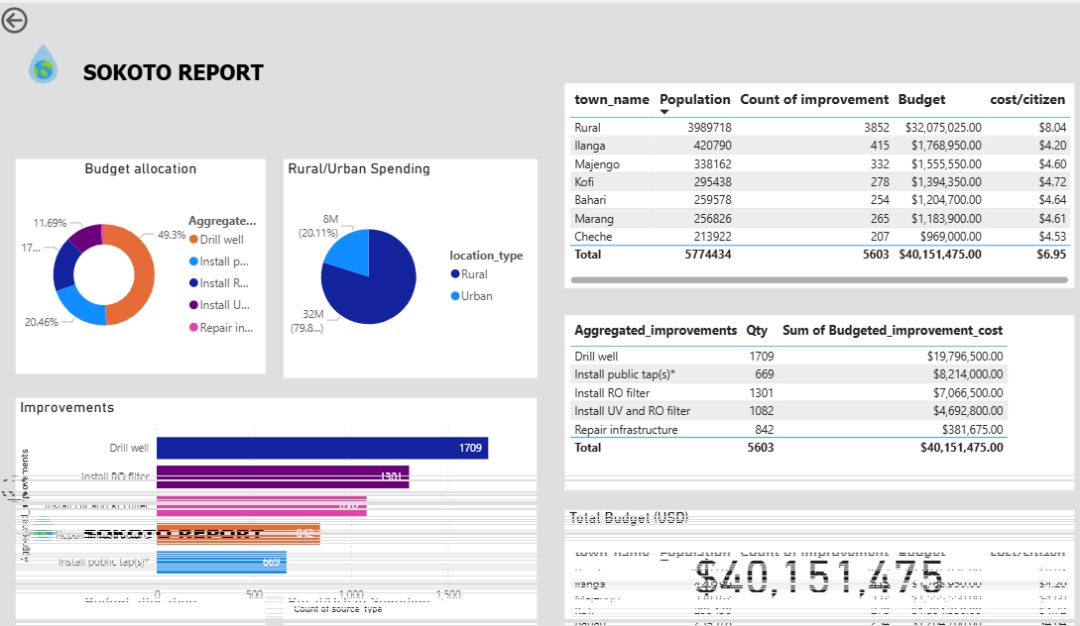 SOKOTO REPORT
town_name Population Count of improvement Budget cost/citizen
Rural 3989718 3852 $32,075,025.00 $8.04
Ilanga 420790 415 $1,768,950.00 $4.20
Majengo 338162 332 $1,555,550.00 $4.60
Kofi 295438 278 $1,394,350.00 $4.72
Bahari 259578 254 $1,204,700.00 $4.64
Marang 256826 265 $1,183,900.00 $4.61
Cheche 213922 207 $969,000.00 $4.53
Total 5774434 5603 $40,151,475.00 $6.95
Budget allocation
11.69%
17...
20.46%
49.3%
Aggregate...
Drill well
Install p...
Install R...
Install U...
Repair in...
Rural/Urban Spending
8M
(20.11%)
32M
(79.8...)
location_type
Rural
Urban
Aggregated_improvements Qty Sum of Budgeted_improvement_cost
Drill well 1709 $19,796,500.00
Install public tap(s)* 669 $8,214,000.00
Install RO filter 1301 $7,066,500.00
Install UV and RO filter 1082 $4,692,800.00
Repair infrastructure 842 $381,675.00
Total 5603 $40,151,475.00
Improvements
Drill well 1709
Install RO filter 1301
Install UV and RO filter 1082
842
SOKOTO REPORT
Install public tap(s)* 669
0 500 1,000 1,500
Count of source_type
Total Budget (USD)
town_name Population Count of improvement Budget cost/citizen
$40,151,475
Ilanga $4.20